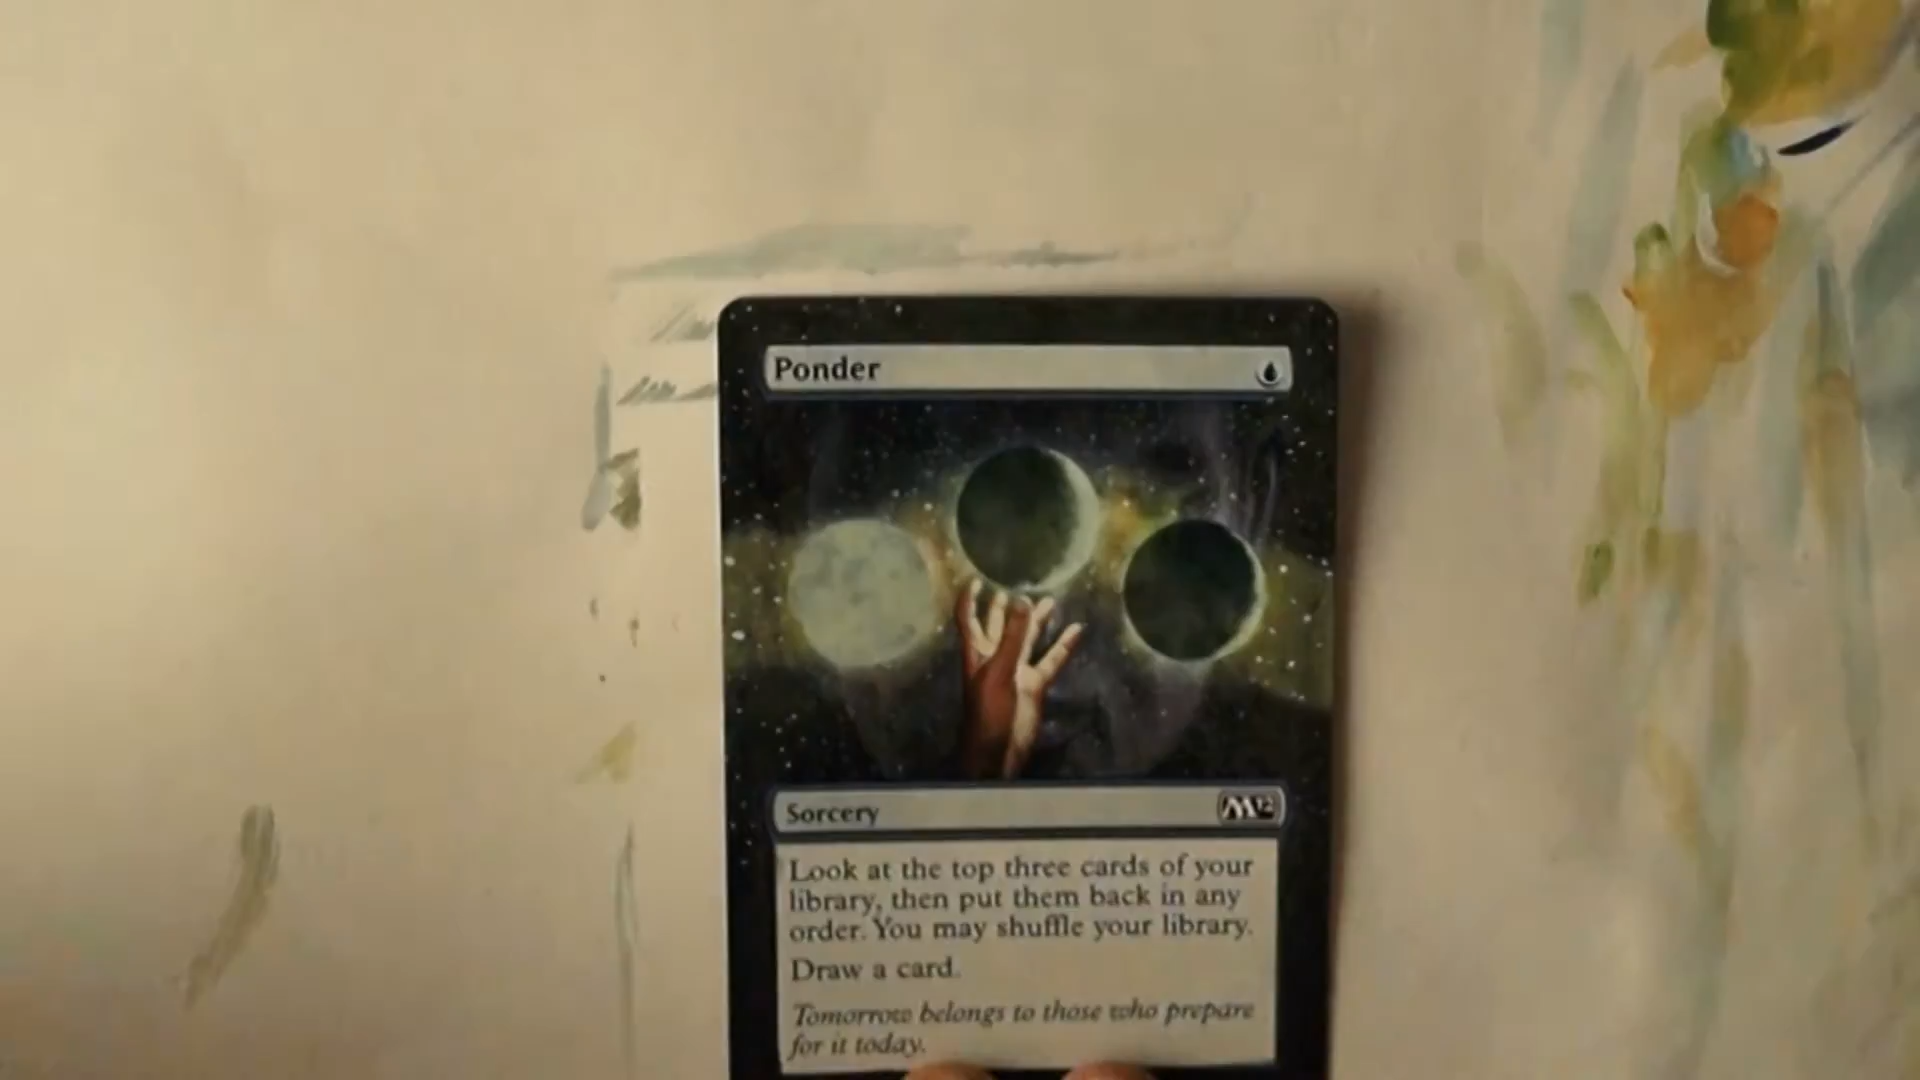 Ponder
Sorcery
M12
Look at the top three cards of your
library, then put them back in any
order. You may shuffle your library.
Draw a card.
Tomorrow belongs to those who prepare
for it today.